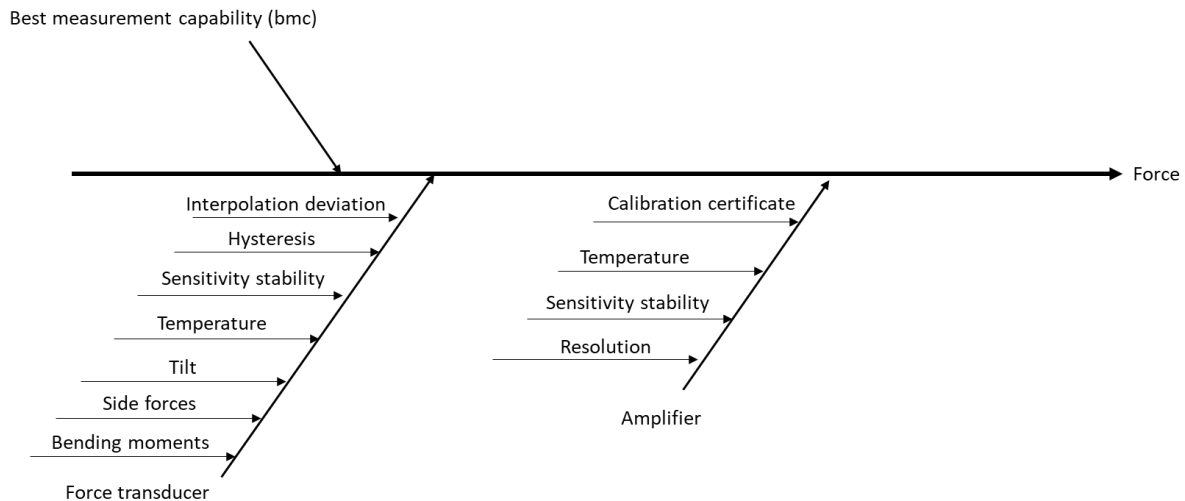 Best measurement capability (bmc)
Force
Interpolation deviation
Hysteresis
Sensitivity stability
Temperature
Tilt
Side forces
Bending moments
Force transducer
Calibration certificate
Temperature
Sensitivity stability
Resolution
Amplifier